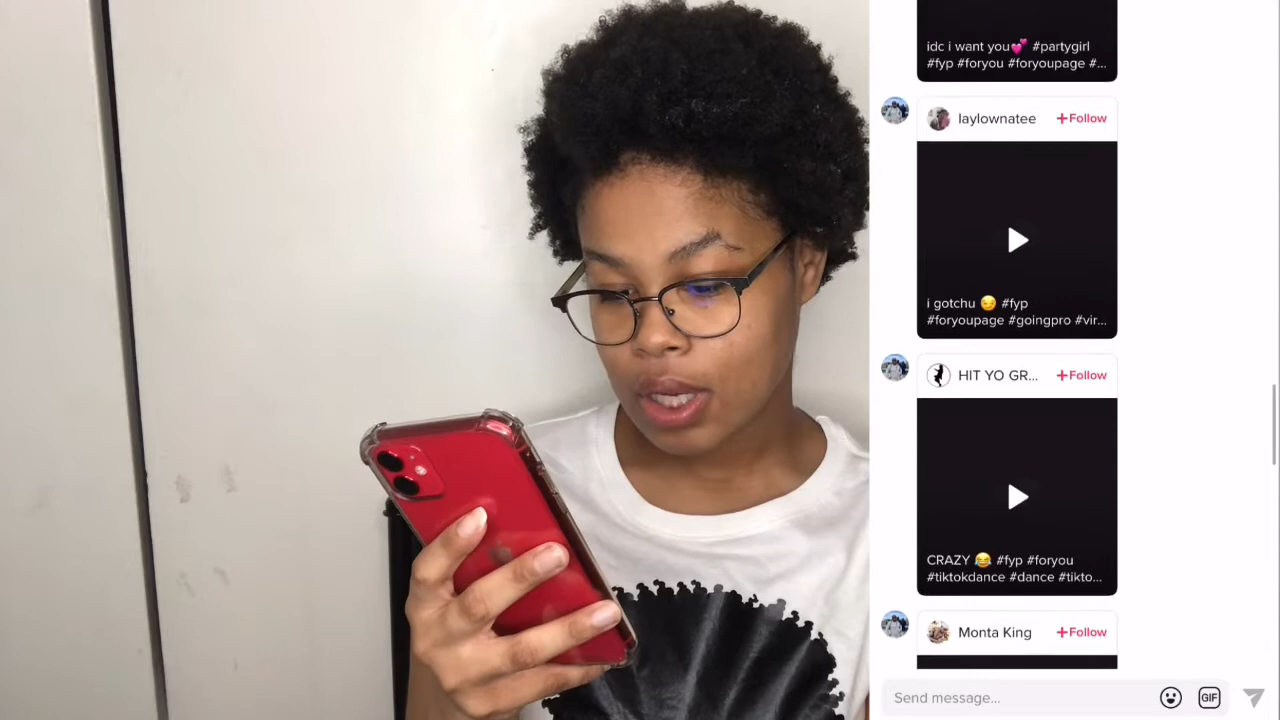 idc i want you💕 #partygirl
#fyp #foryou #foryoupage #...
laylownatee
+Follow
i gotchu 😏 #fyp
#foryoupage #goingpro #vir...
HIT YO GR...
+Follow
CRAZY 😂 #fyp #foryou
#tiktokdance #dance #tikto...
Monta King
+Follow
Send message...
GIF